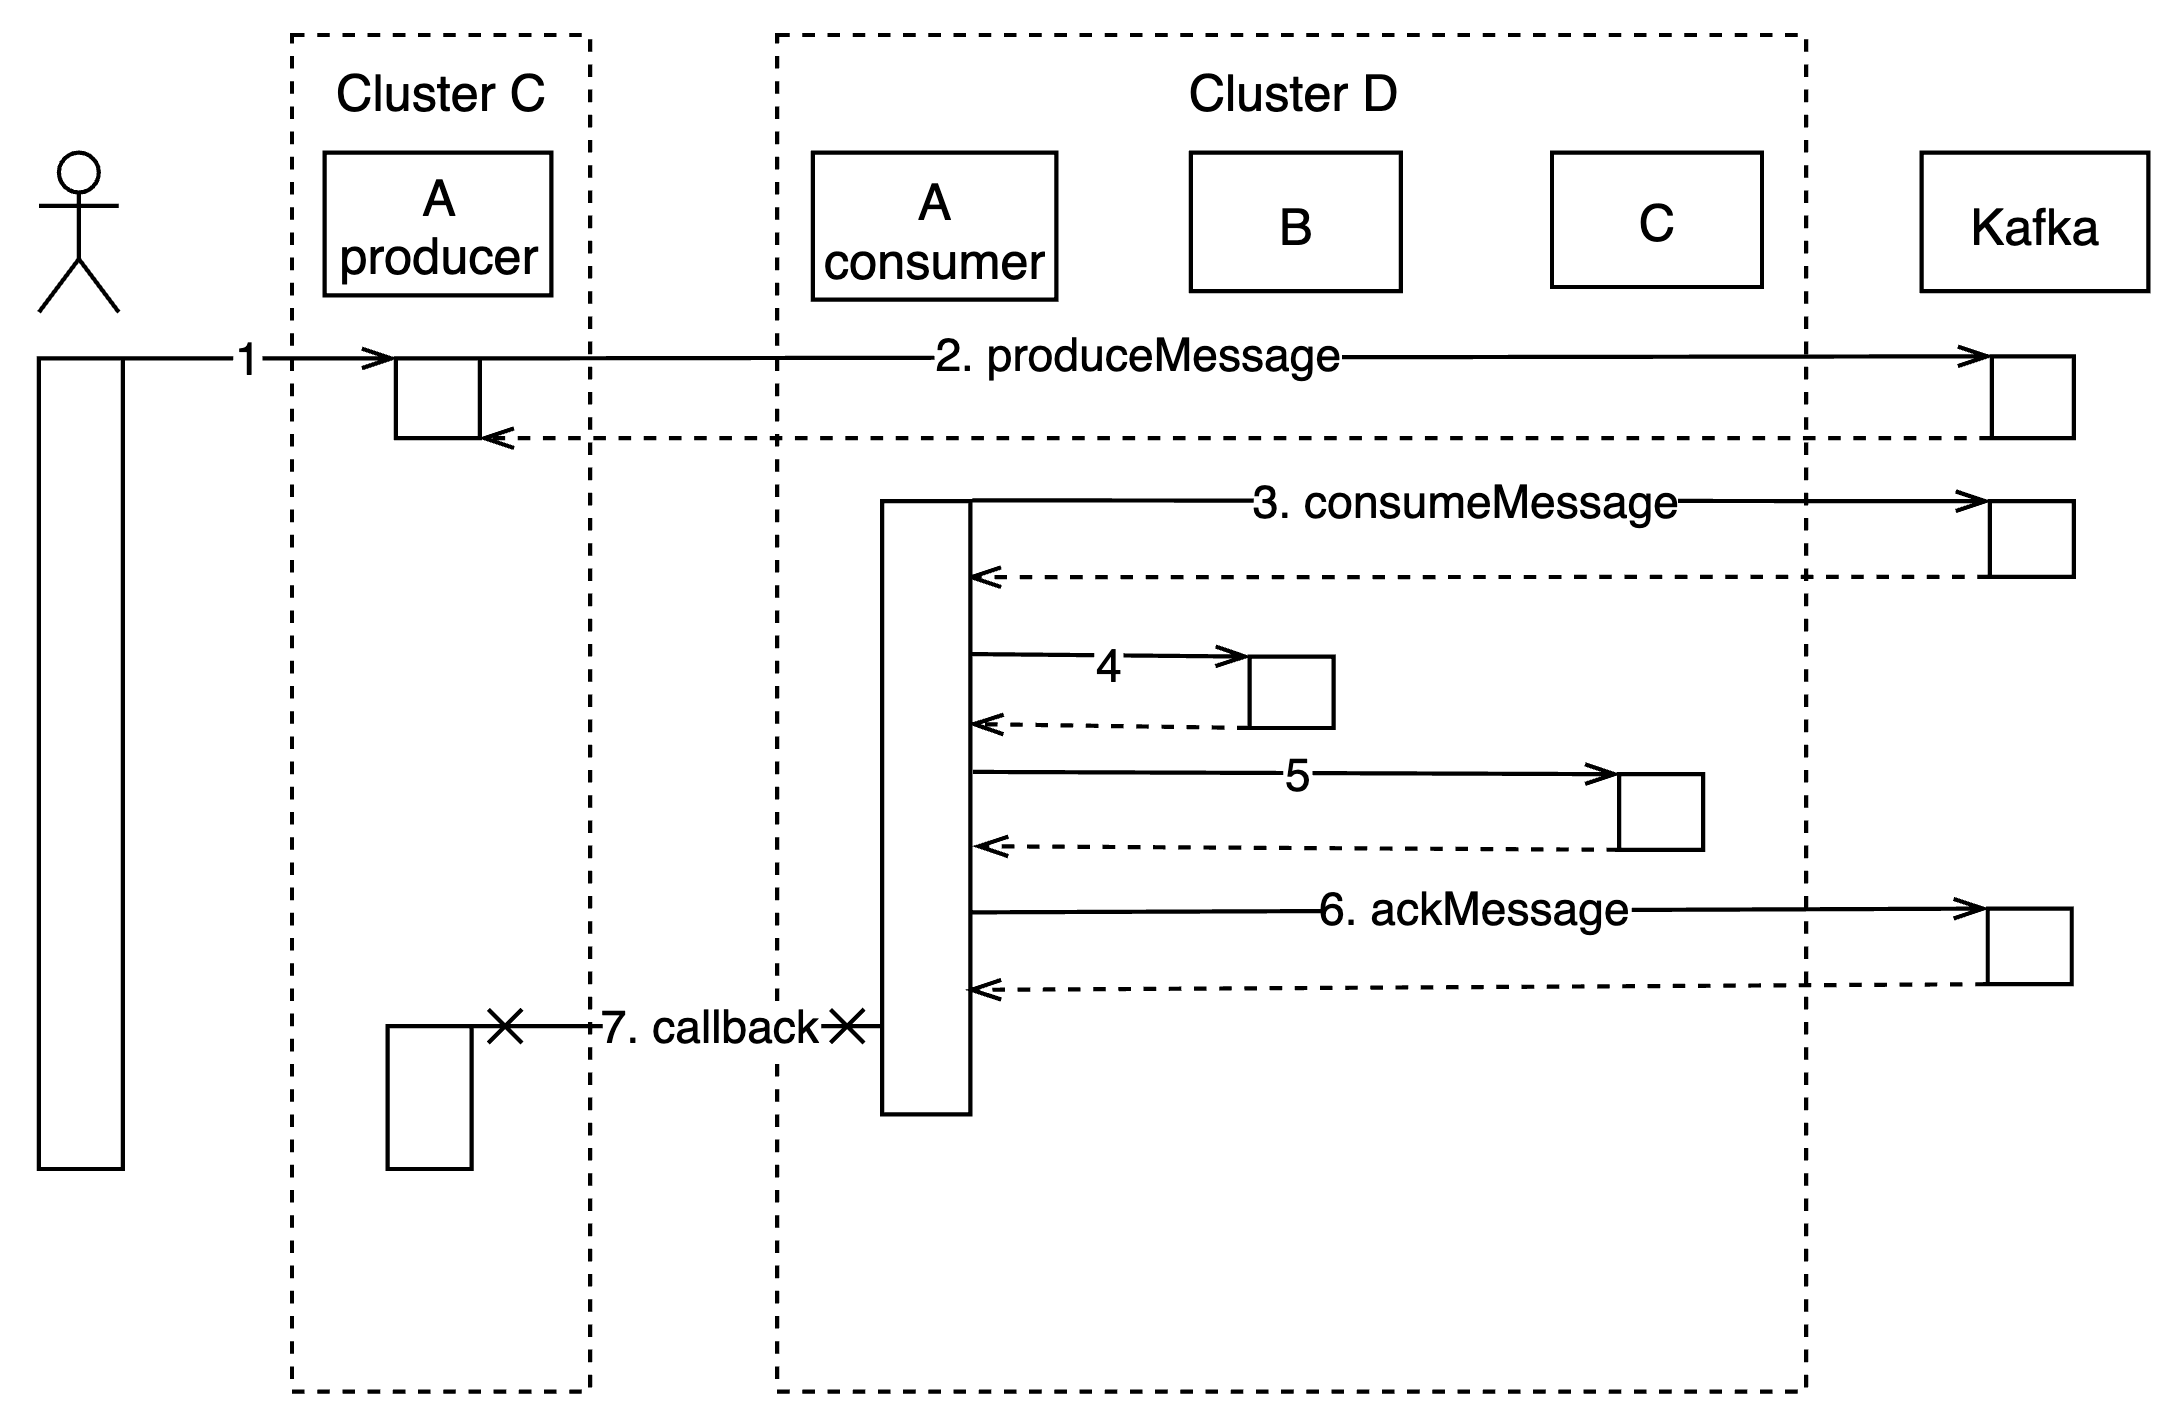 Cluster C
Cluster D
A
producer
A
consumer
B
C
Kafka
1
2. produceMessage
3. consumeMessage
4
5
6. ackMessage
7. callback